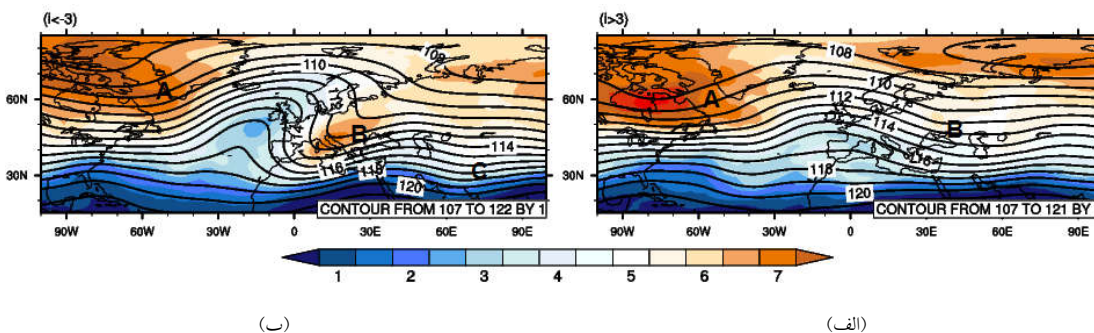 (i<-3)
(i>3)
108
110
A
B
C
114
116
118
120
CONTOUR FROM 107 TO 122 BY 1
60N
30N
90W 60W 30W 0 30E 60E 90E
108
110
112
114
116
118
120
A
B
CONTOUR FROM 107 TO 121 BY
60N
30N
90W 60W 30W 0 30E 60E 90E
1 2 3 4 5 6 7
(ب)
(الف)